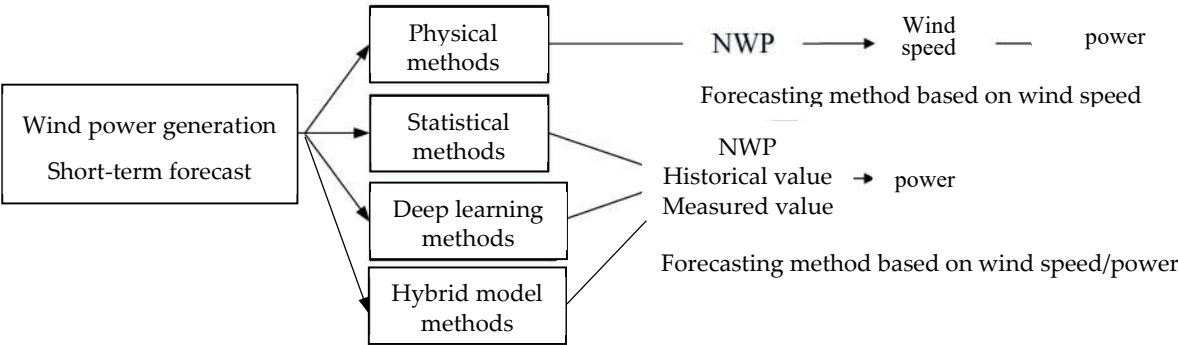 Physical
methods
NWP
Wind
speed
power
Forecasting method based on wind speed
Wind power generation
Short-term forecast
Statistical
methods
NWP
Historical value
Measured value
power
Deep learning
methods
Forecasting method based on wind speed/power
Hybrid model
methods